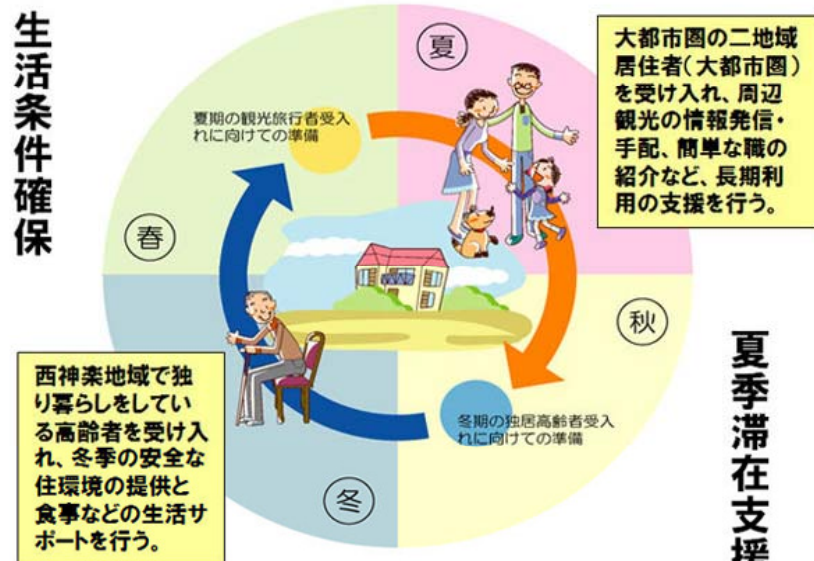 生活条件確保
夏
大都市圏の二地域
居住者(大都市圏)
を受け入れ、周辺
観光の情報発信・
手配、簡単な職の
紹介など、長期利
用の支援を行う。
夏期の観光旅行者受入
れに向けての準備
春
秋
西神楽地域で独
り暮らしをしてい
る高齢者を受け入
れ、冬季の安全な
住環境の提供と
食事などの生活サ
ポートを行う。
冬期の独居高齢者受入
れに向けての準備
冬
夏季滞在支援